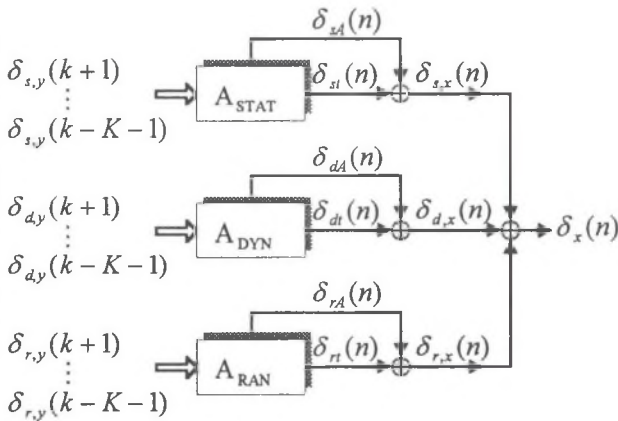 δ_{sA}(n)
δ_{s,y}(k+1)
⋮
δ_{s,y}(k−K−1)
A_{STAT}
δ_{st}(n)
δ_{s,x}(n)
δ_{dA}(n)
δ_{d,y}(k+1)
⋮
δ_{d,y}(k−K−1)
A_{DYN}
δ_{dt}(n)
δ_{d,x}(n)
δ_x(n)
δ_{rA}(n)
δ_{r,y}(k+1)
⋮
δ_{r,y}(k−K−1)
A_{RAN}
δ_{rt}(n)
δ_{r,x}(n)